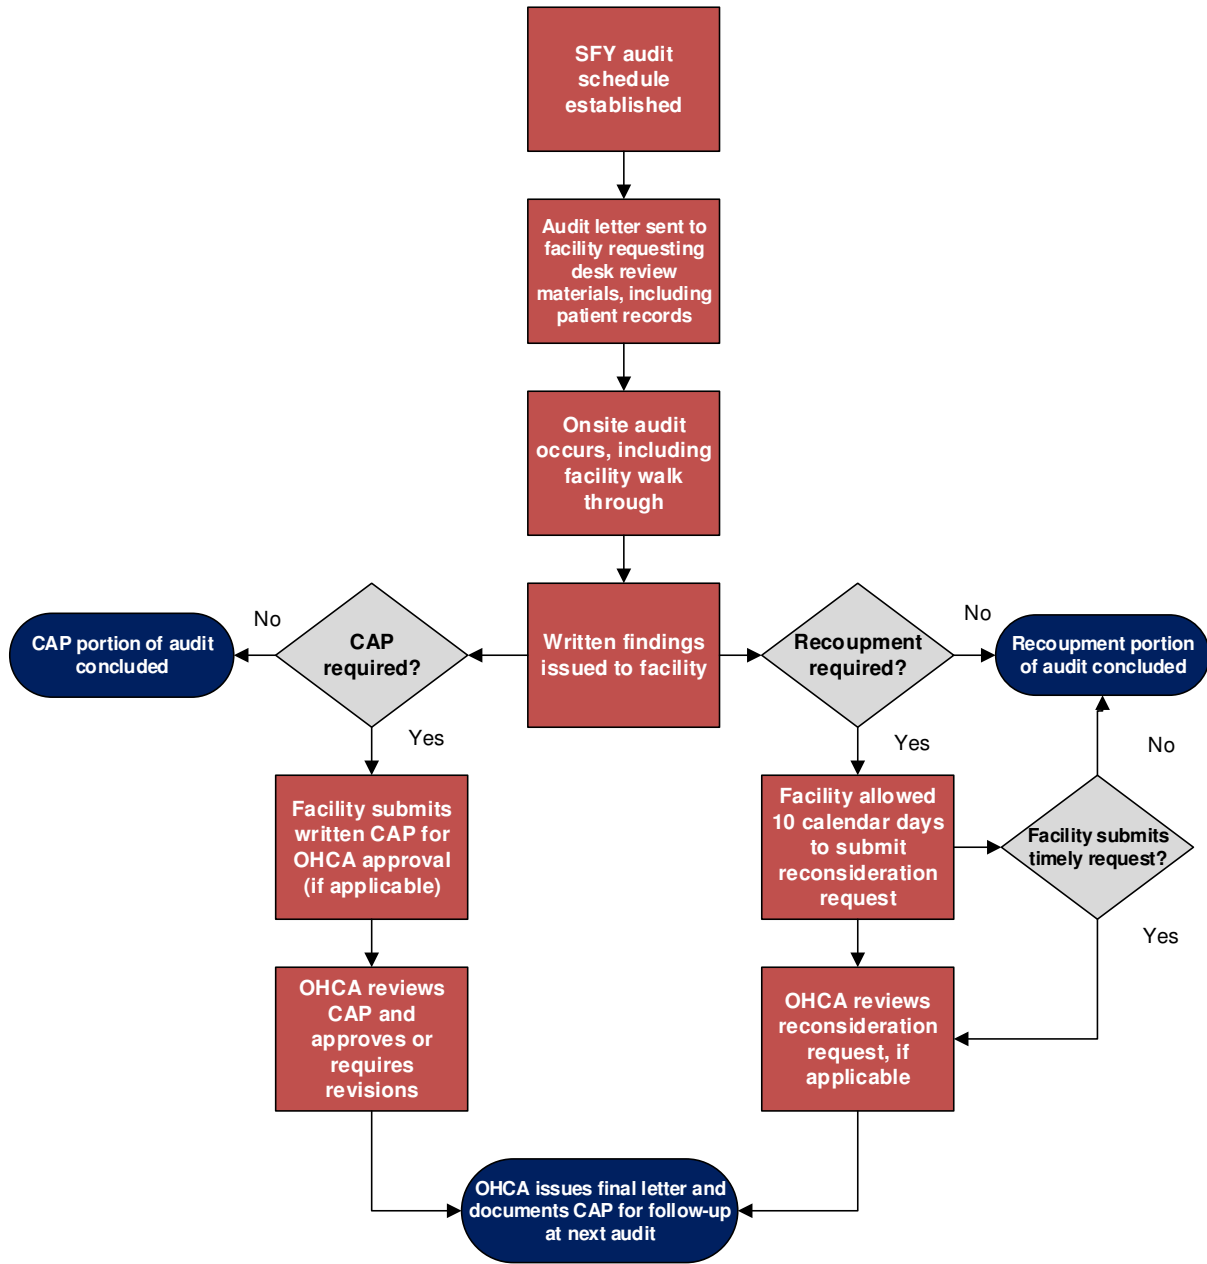 SFY audit
schedule
established
Audit letter sent to
facility requesting
desk review
materials, including
patient records
Onsite audit
occurs, including
facility walk
through
No
CAP portion of audit
concluded
CAP
required?
Written findings
issued to facility
Recoupment
required?
No
Recoupment portion
of audit concluded
Yes
Yes
No
Facility submits
written CAP for
OHCA approval
(if applicable)
Facility allowed
10 calendar days
to submit
reconsideration
request
Facility submits
timely request?
Yes
OHCA reviews
CAP and
approves or
requires
revisions
OHCA reviews
reconsideration
request, if
applicable
OHCA issues final letter and
documents CAP for follow-up
at next audit